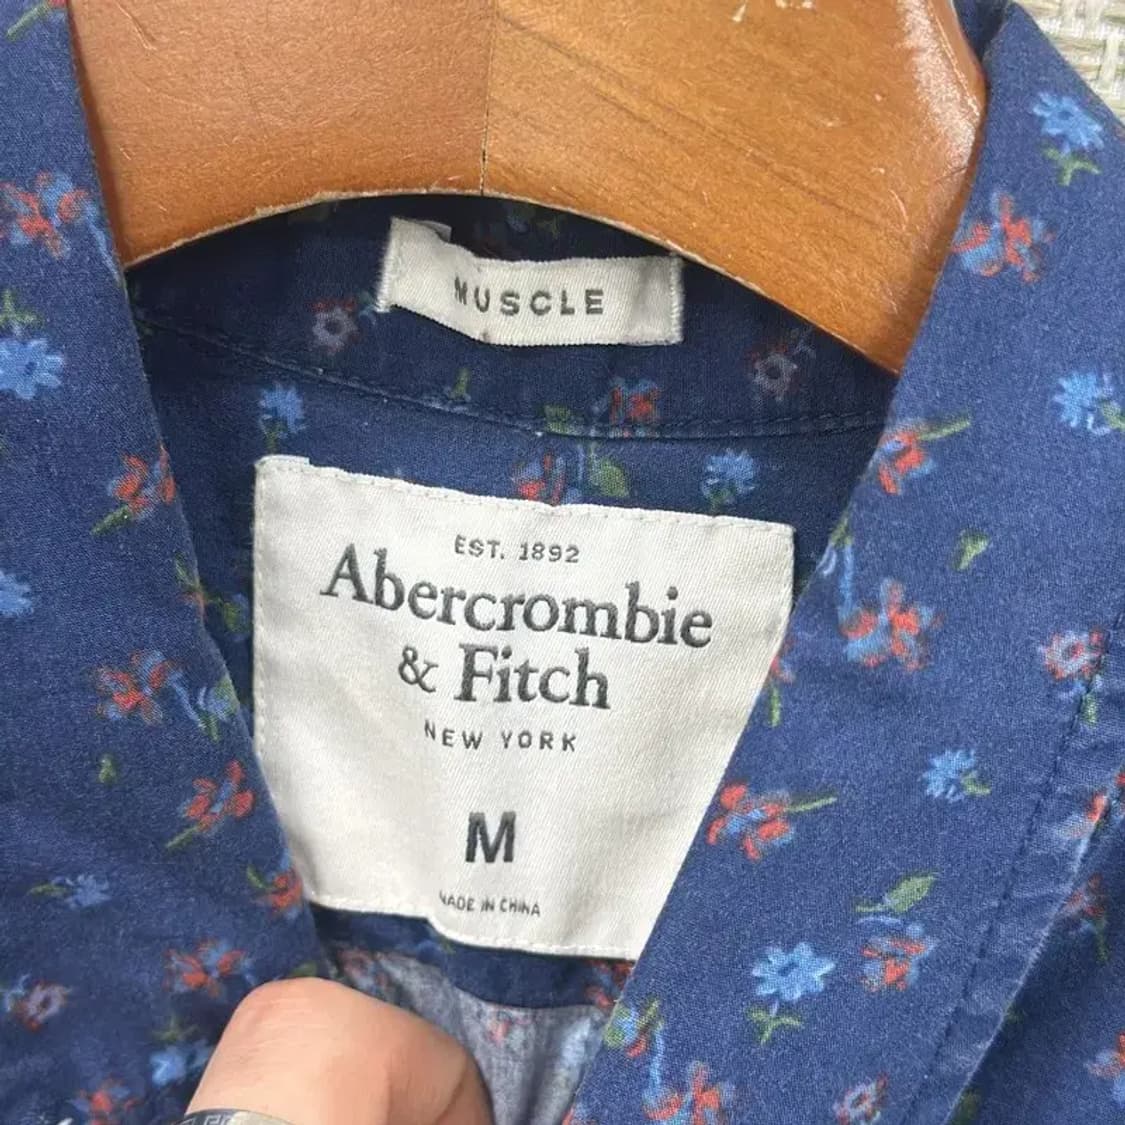 MUSCLE
EST. 1892
Abercrombie
& Fitch
NEW YORK
M
MADE IN CHINA